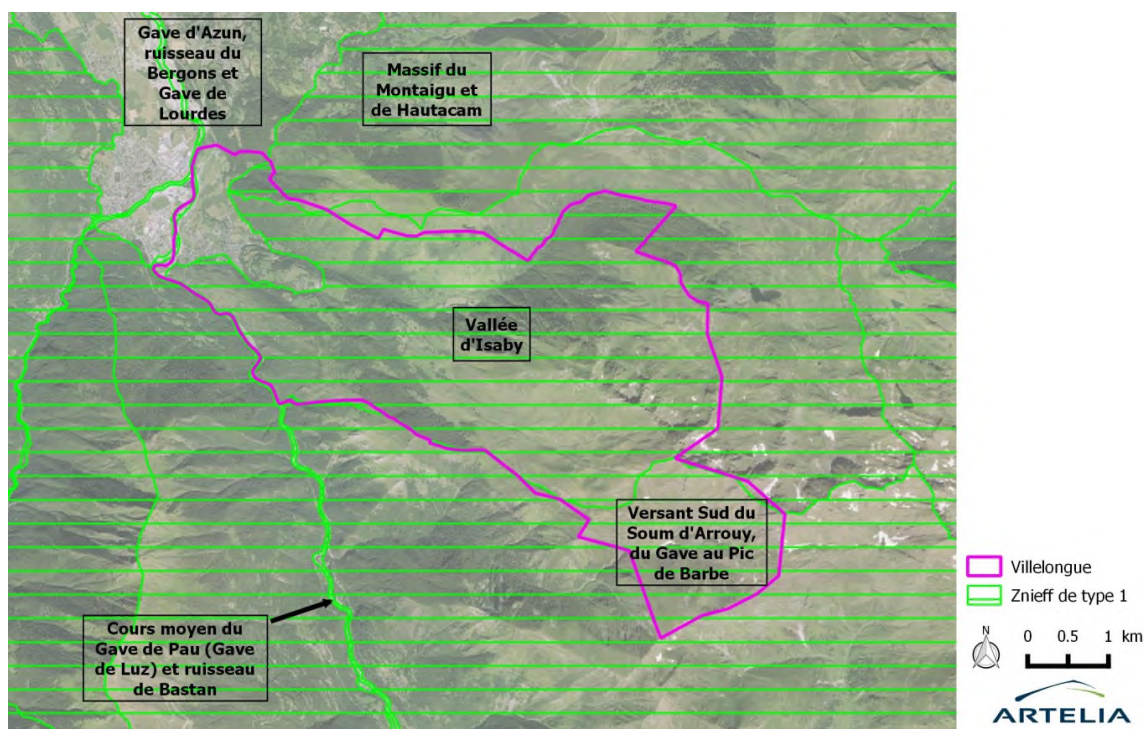 Gave d'Azun,
ruisseau du
Bergons et
Gave de
Lourdes
Massif du
Montaigu et
de Hautacam
Vallée
d'Isaby
Versant Sud du
Soum d'Arrouy,
du Gave au Pic
de Barbe
Cours moyen du
Gave de Pau (Gave
de Luz) et ruisseau
de Bastan
Villelongue
Znieff de type 1
N
0 0.5 1 km
ARTELIA